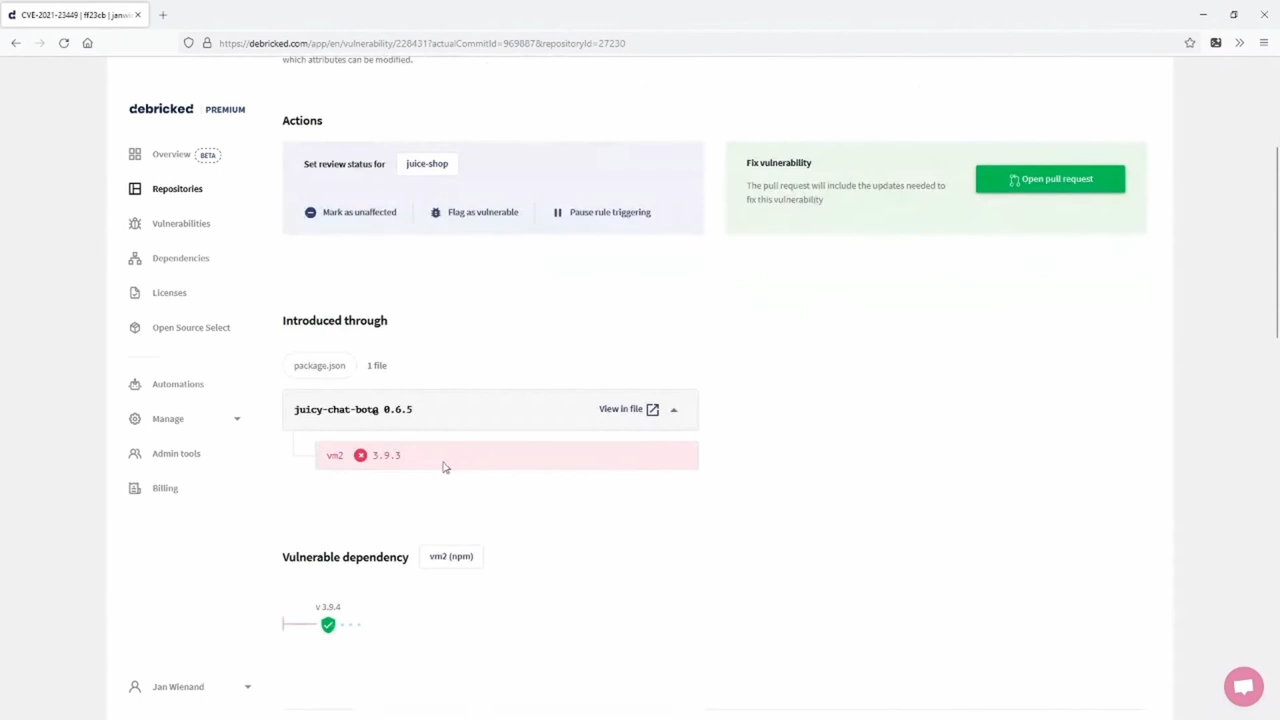 CVE-2021-23449 | ff23cb | janwi
https://debricked.com/app/en/vulnerability/228431?actualCommitId=969887&repositoryId=27230
which attributes can be modified.
debricked PREMIUM
Overview BETA
Repositories
Vulnerabilities
Dependencies
Licenses
Open Source Select
Automations
Manage
Admin tools
Billing
Jan Wienand
Actions
Set review status for juice-shop
Mark as unaffected Flag as vulnerable Pause rule triggering
Fix vulnerability
The pull request will include the updates needed to
fix this vulnerability
Open pull request
Introduced through
package.json 1 file
juicy-chat-bot@ 0.6.5 View in file
vm2 3.9.3
Vulnerable dependency vm2 (npm)
v 3.9.4